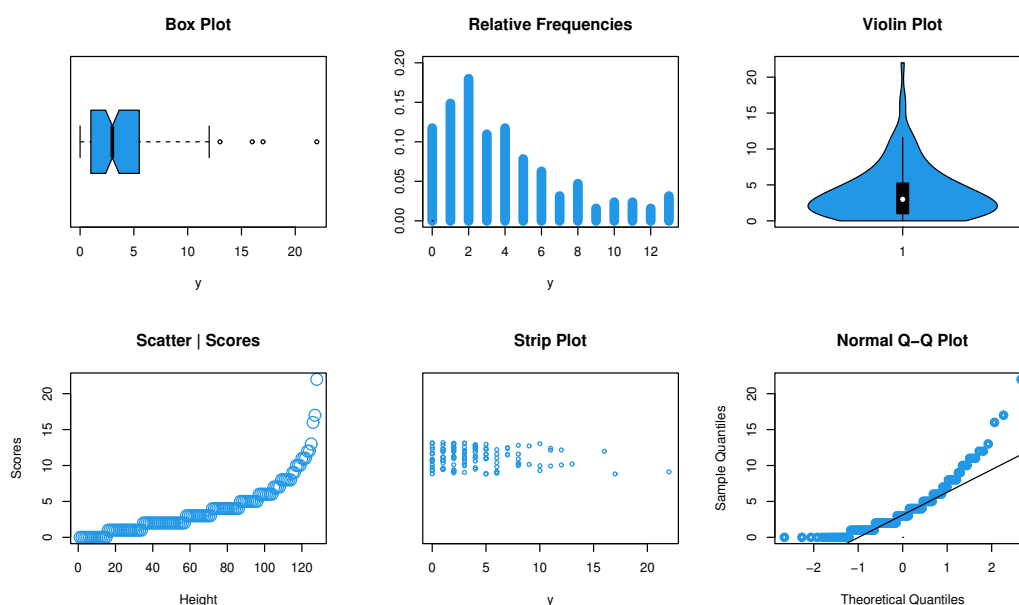 Box Plot
0 5 10 15 20
y
Relative Frequencies
0.00 0.05 0.10 0.15 0.20
0 2 4 6 8 10 12
y
Violin Plot
0 5 10 15 20
1
Scatter | Scores
Scores
0 5 10 15 20
0 20 40 60 80 100 120
Height
Strip Plot
0 5 10 15 20
y
Normal Q−Q Plot
Sample Quantiles
0 5 10 15 20
−2 −1 0 1 2
Theoretical Quantiles